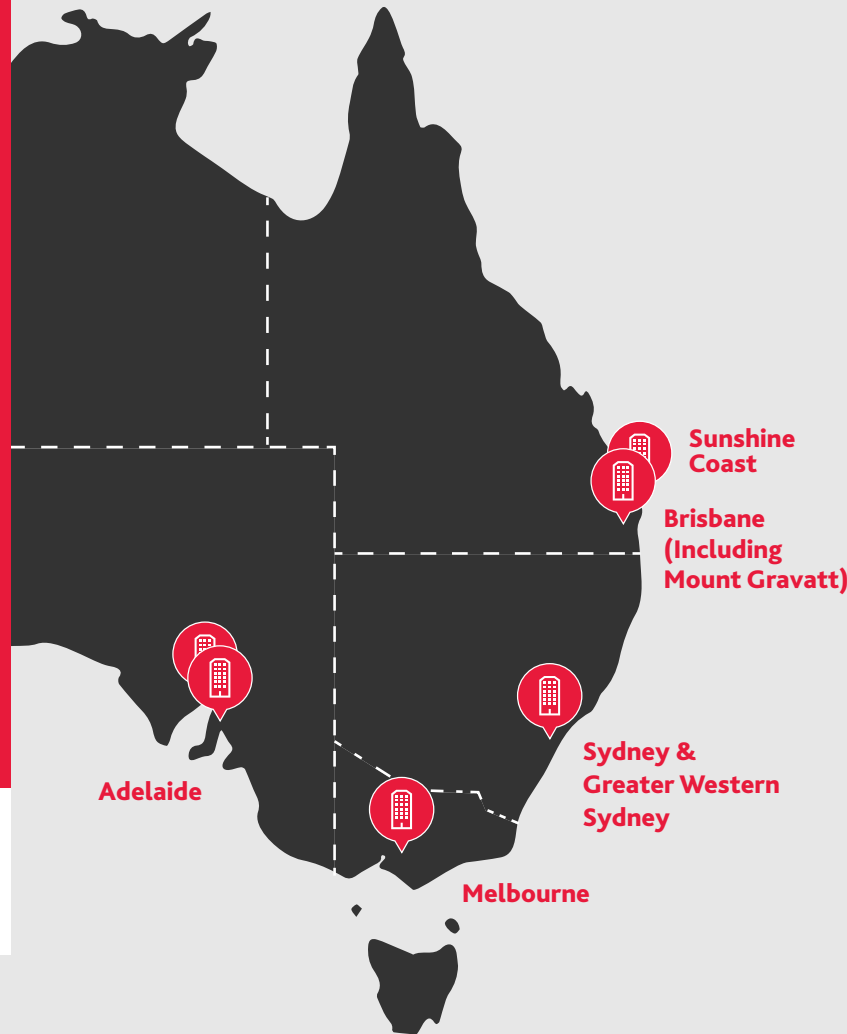 Sunshine
Coast
Brisbane
(Including
Mount Gravatt)
Sydney &
Greater Western
Sydney
Adelaide
Melbourne